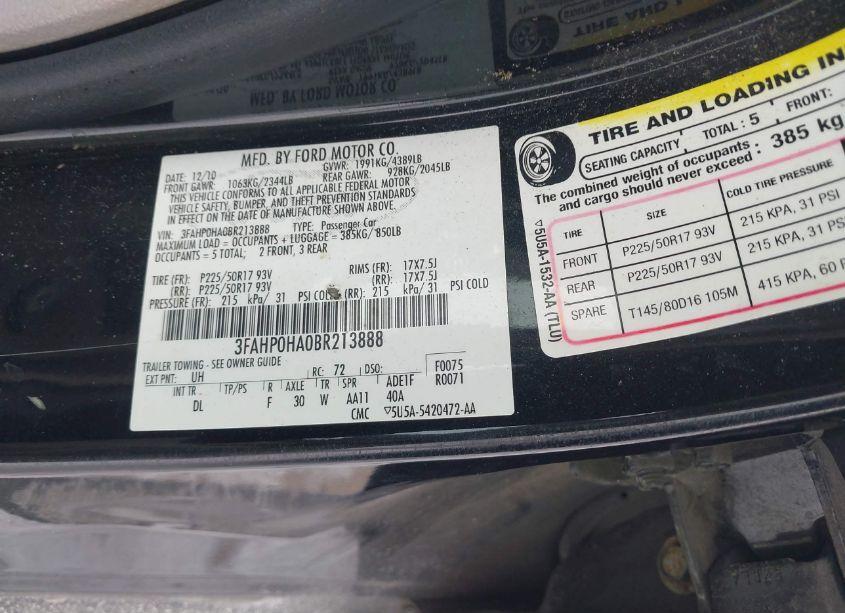 MFD. BY FORD MOTOR CO.
DATE: 12/10 GVWR: 1991KG/4389LB
FRONT GAWR: 1063KG/2344LB REAR GAWR: 928KG/2045LB
THIS VEHICLE CONFORMS TO ALL APPLICABLE FEDERAL MOTOR
VEHICLE SAFETY, BUMPER, AND THEFT PREVENTION STANDARDS
IN EFFECT ON THE DATE OF MANUFACTURE SHOWN ABOVE.
VIN: 3FAHP0HA0BR213888 TYPE: Passenger Car
MAXIMUM LOAD = OCCUPANTS + LUGGAGE = 385KG/850LB
OCCUPANTS = 5 TOTAL; 2 FRONT, 3 REAR
TIRE (FR): P225/50R17 93V RIMS (FR): 17X7.5J
(RR): P225/50R17 93V (RR): 17X7.5J
PRESSURE (FR): 215 kPa/ 31 PSI COLD (RR): 215 kPa/ 31 PSI COLD
3FAHP0HA0BR213888
TRAILER TOWING - SEE OWNER GUIDE
EXT PNT: UH RC: 72 DSO: F0075
R0071
INT TR TP/PS R AXLE TR SPR ADE1F
DL F 30 W AA11 40A
CMC ▽5U5A-5420472-AA
TIRE AND LOADING IN
SEATING CAPACITY TOTAL: 5 FRONT:
The combined weight of occupants
and cargo should never exceed : 385 kg
TIRE SIZE COLD TIRE PRESSURE
FRONT P225/50R17 93V 215 KPA, 31 PSI
REAR P225/50R17 93V 215 KPA, 31 PSI
SPARE T145/80D16 105M 415 KPA, 60 P
▽5U5A-1532-AA (TLU)